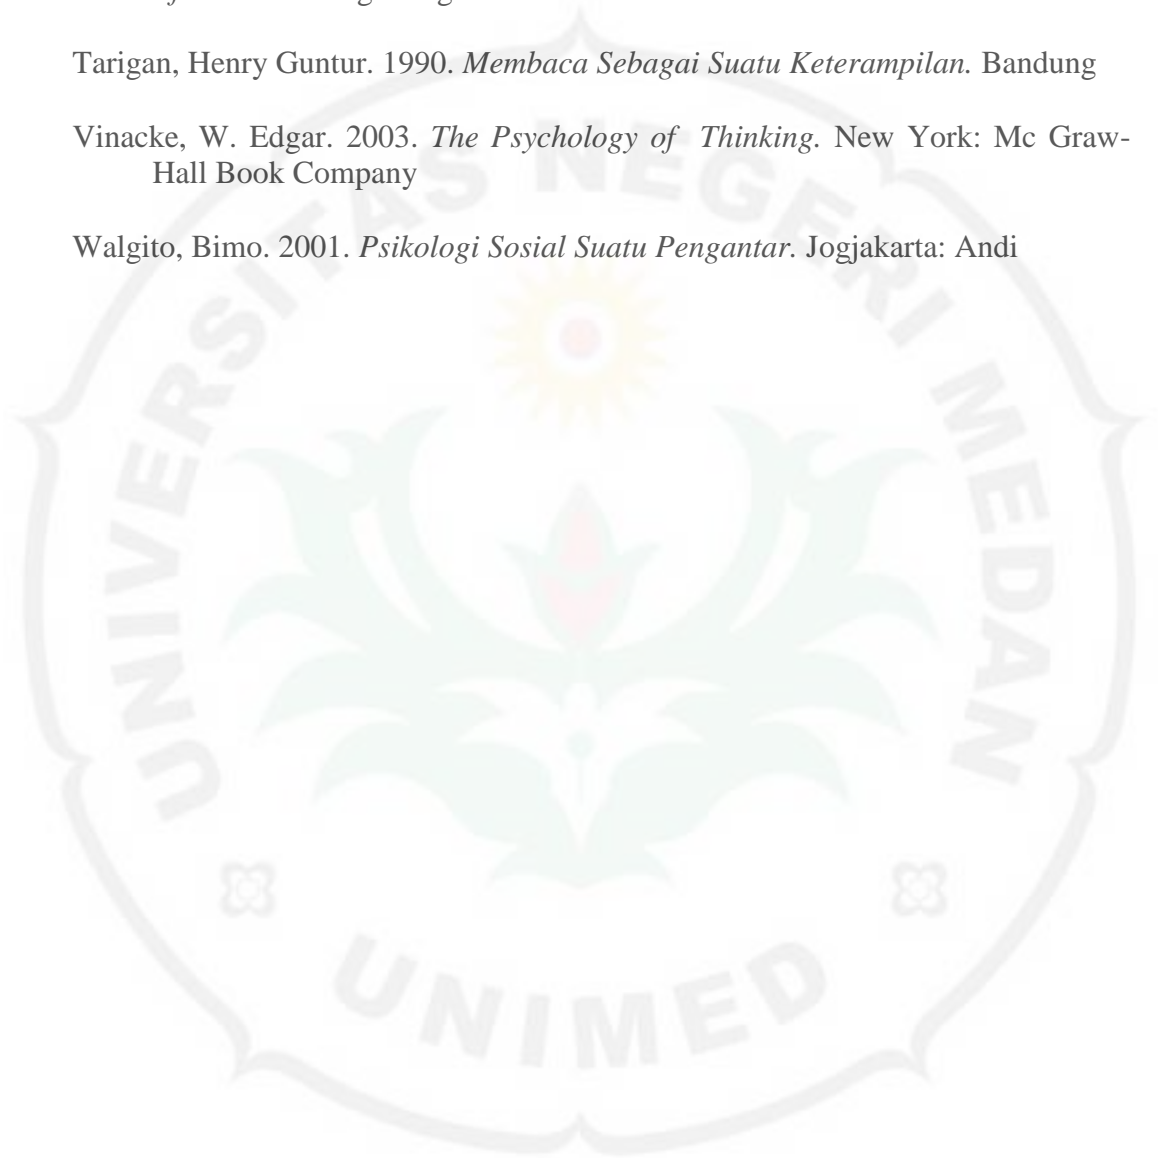 Tarigan, Henry Guntur. 1990. Membaca Sebagai Suatu Keterampilan. Bandung
Vinacke, W. Edgar. 2003. The Psychology of Thinking. New York: Mc Graw-
Hall Book Company
Walgito, Bimo. 2001. Psikologi Sosial Suatu Pengantar. Jogjakarta: Andi
UNIVERSITAS NEGERI MEDAN
UNIMED